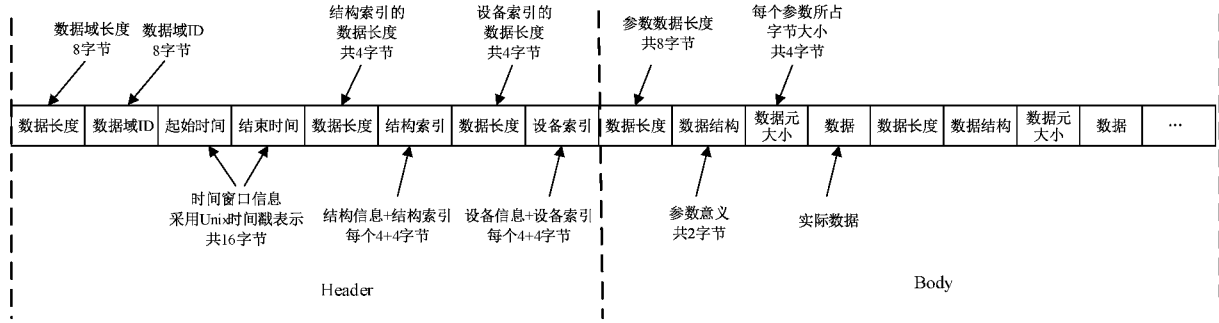 数据域长度
8字节
数据域ID
8字节
结构索引的
数据长度
共4字节
设备索引的
数据长度
共4字节
参数数据长度
共8字节
每个参数所占
字节大小
共4字节
数据长度
数据域ID
起始时间
结束时间
数据长度
结构索引
数据长度
设备索引
数据长度
数据结构
数据元
大小
数据
数据长度
数据结构
数据元
大小
数据
...
时间窗口信息
采用Unix时间戳表示
共16字节
结构信息+结构索引
每个4+4字节
设备信息+设备索引
每个4+4字节
参数意义
共2字节
实际数据
Header
Body